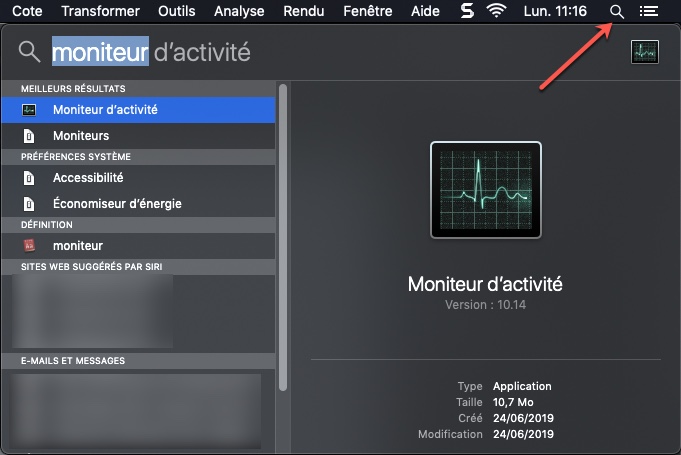 Cote Transformer Outils Analyse Rendu Fenêtre Aide S Lun. 11:16
moniteur d’activité
MEILLEURS RÉSULTATS
Moniteur d’activité
Moniteurs
PRÉFÉRENCES SYSTÈME
Accessibilité
Économiseur d’énergie
DÉFINITION
moniteur
SITES WEB SUGGÉRÉS PAR SIRI
E-MAILS ET MESSAGES
Moniteur d’activité
Version : 10.14
Type Application
Taille 10,7 Mo
Créé 24/06/2019
Modification 24/06/2019